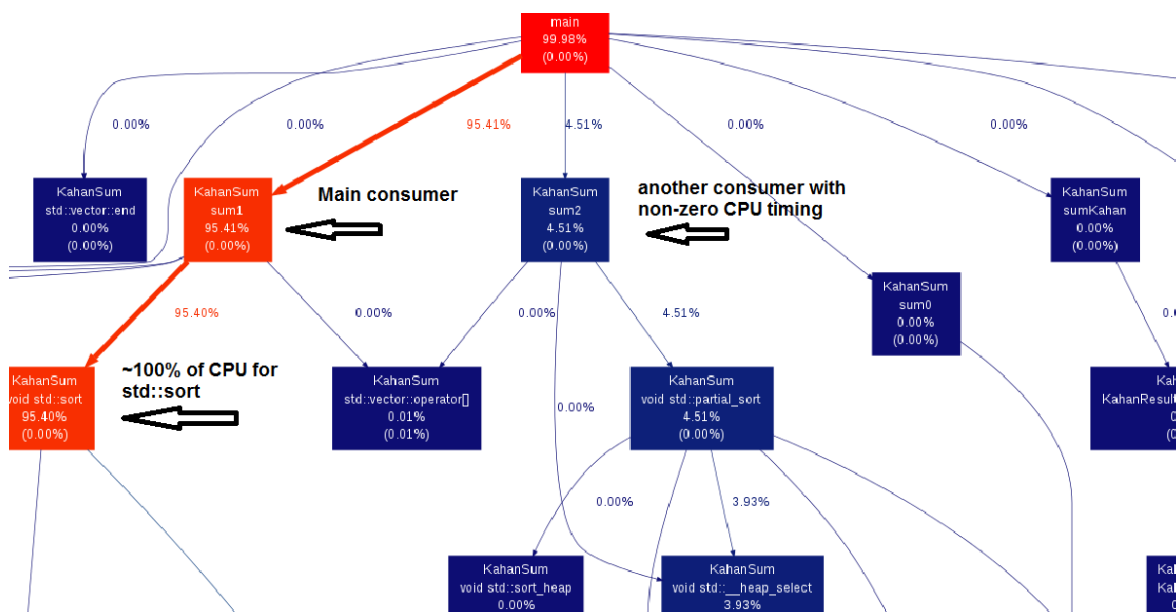 main
99.98%
(0.00%)
0.00%
0.00%
95.41%
4.51%
0.00%
0.00%
KahanSum
std::vector::end
0.00%
(0.00%)
KahanSum
sum1
95.41%
(0.00%)
Main consumer
KahanSum
sum2
4.51%
(0.00%)
another consumer with
non-zero CPU timing
KahanSum
sumKahan
0.00%
(0.00%)
KahanSum
sum0
0.00%
(0.00%)
95.40%
0.00%
0.00%
4.51%
KahanSum
void std::sort
95.40%
(0.00%)
~100% of CPU for
std::sort
KahanSum
std::vector::operator[]
0.01%
(0.01%)
0.00%
KahanSum
void std::partial_sort
4.51%
(0.00%)
KahanSum
0.00%
3.93%
KahanSum
void std::sort_heap
0.00%
KahanSum
void std::__heap_select
3.93%